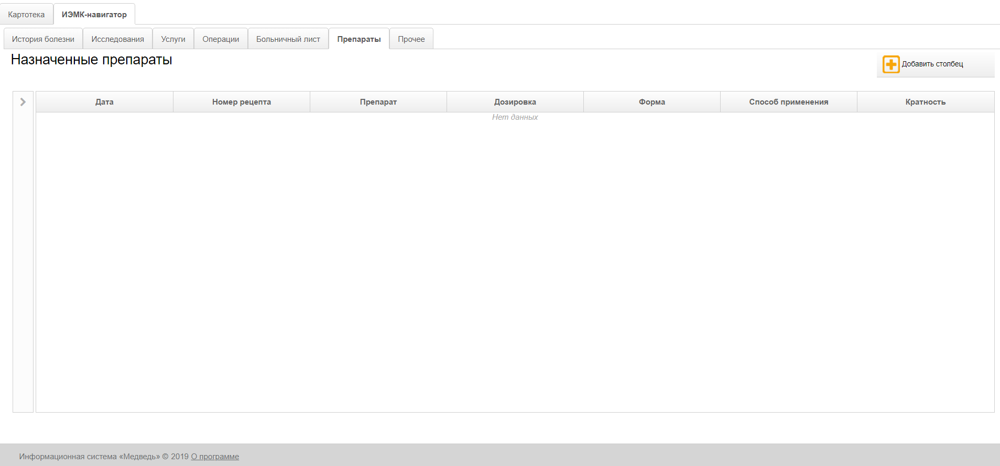 Картотека ИЭМК-навигатор
История болезни Исследования Услуги Операции Больничный лист Препараты Прочее
Назначенные препараты
Добавить столбец
Дата Номер рецепта Препарат Дозировка Форма Способ применения Кратность
Нет данных
Информационная система «Медведь» © 2019 О программе